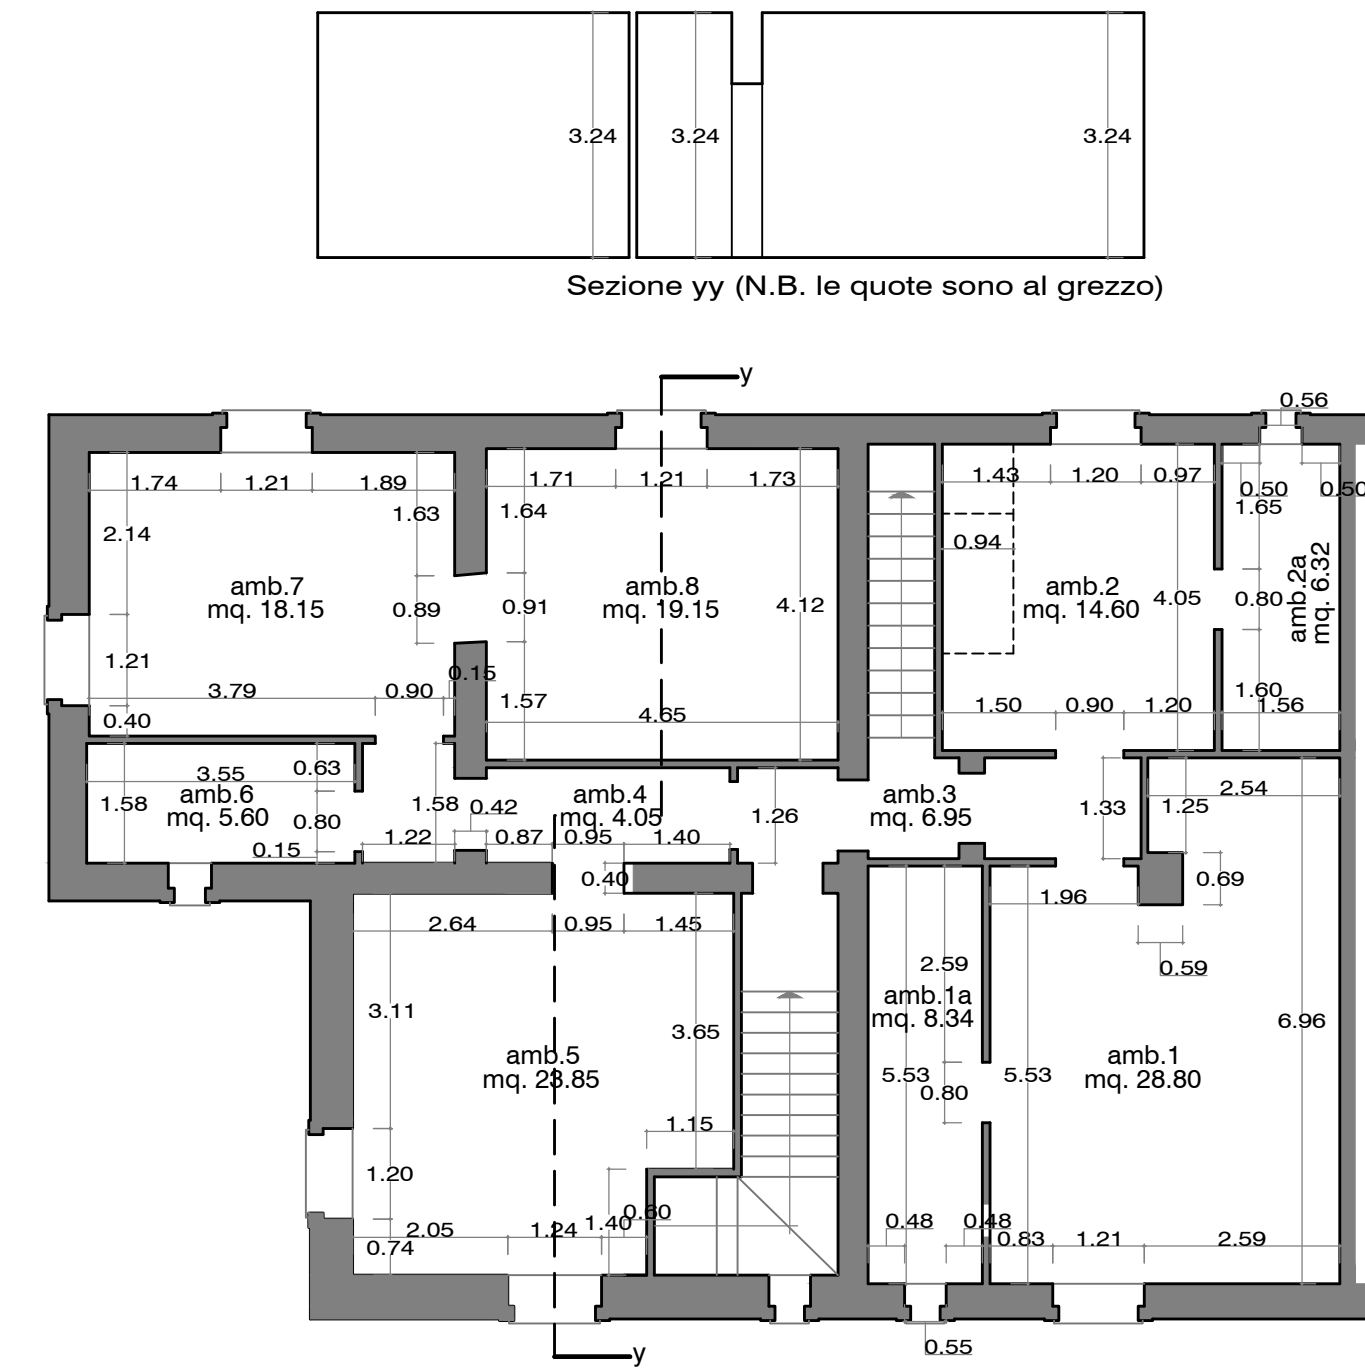 3.24 3.24 3.24
Sezione yy (N.B. le quote sono al grezzo)
y
0.56
1.74 1.21 1.89
1.71 1.21 1.73
1.43 1.20 0.97
0.50 0.50
1.63
1.64
1.65
2.14
0.94
amb.7
mq. 18.15
amb.8
mq. 19.15
amb.2
mq. 14.60
amb.2a
mq. 6.32
0.89
0.91
4.12
4.05
0.80
1.21
3.79 0.90 0.15
1.57
4.65
1.50 0.90 1.20
1.60
1.56
0.40
3.55 0.63
amb.6
mq. 5.60
1.58
0.80
0.15
1.58
0.42
amb.4
mq. 4.05
1.22 0.87 0.95 1.40
1.26
amb.3
mq. 6.95
1.33
1.25
2.54
0.40
0.69
1.96
0.59
2.64 0.95 1.45
2.59
3.11
3.65
amb.1a
mq. 8.34
6.96
amb.5
mq. 23.85
amb.1
mq. 28.80
5.53
5.53
0.80
1.15
1.20
2.05 1.24 1.40 0.60
0.74
0.48 0.48
0.83 1.21 2.59
0.55
y